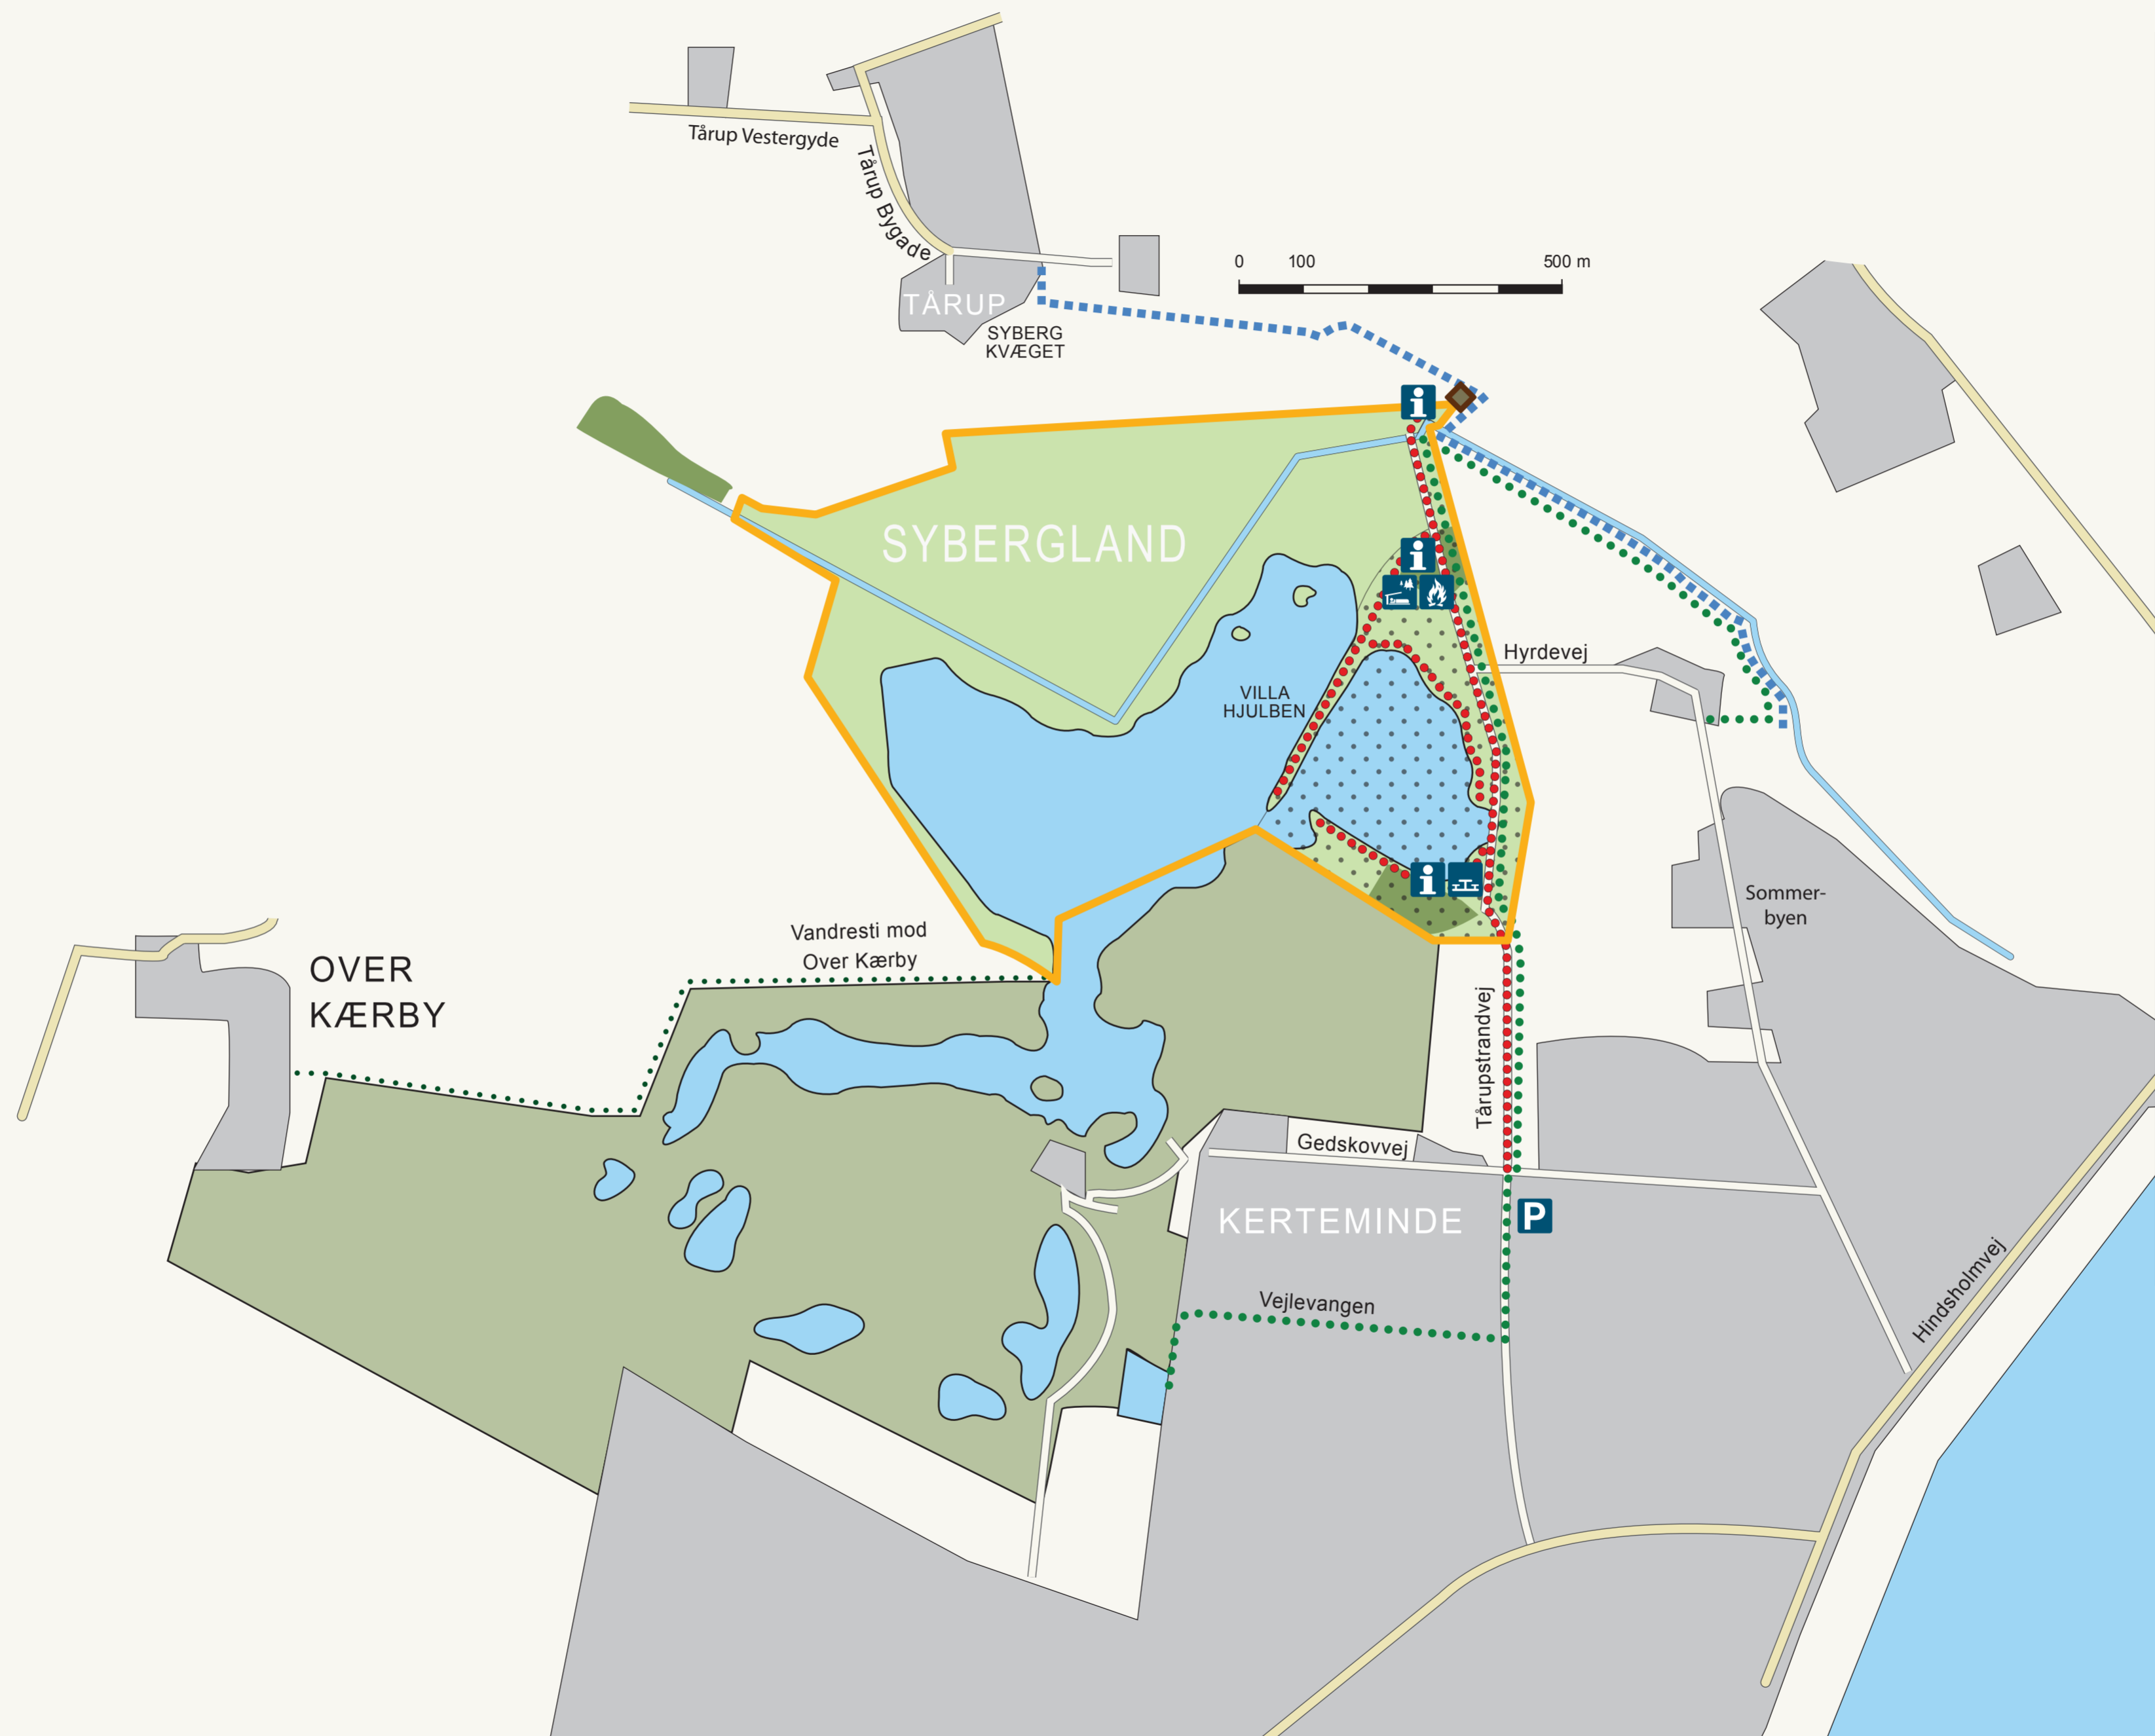 Tårup Vestergyde
Tårup Bygade
TÅRUP
SYBERG
KVÆGET
0 100 500 m
i
SYBERGLAND
i
Hyrdevej
VILLA
HJULBEN
i
Sommer-
byen
Vandresti mod
Over Kærby
OVER
KÆRBY
Tårupstrandvej
Gedskovvej
KERTEMINDE
P
Vejlevangen
Hindsholmvej